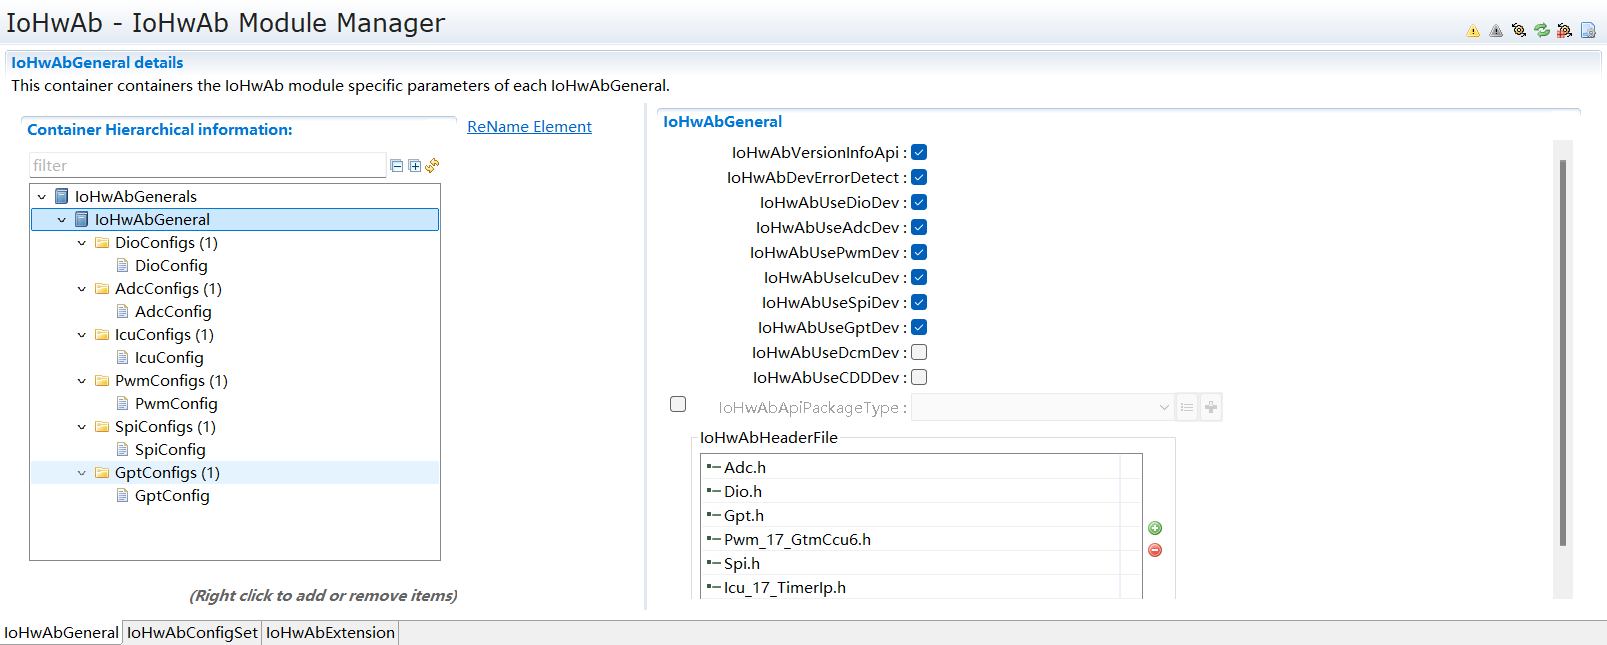 IoHwAb - IoHwAb Module Manager
IoHwAbGeneral details
This container containers the IoHwAb module specific parameters of each IoHwAbGeneral.
Container Hierarchical information:
ReName Element
filter
IoHwAbGenerals
IoHwAbGeneral
DioConfigs (1)
DioConfig
AdcConfigs (1)
AdcConfig
IcuConfigs (1)
IcuConfig
PwmConfigs (1)
PwmConfig
SpiConfigs (1)
SpiConfig
GptConfigs (1)
GptConfig
(Right click to add or remove items)
IoHwAbGeneral
IoHwAbVersionInfoApi :
IoHwAbDevErrorDetect :
IoHwAbUseDioDev :
IoHwAbUseAdcDev :
IoHwAbUsePwmDev :
IoHwAbUseIcuDev :
IoHwAbUseSpiDev :
IoHwAbUseGptDev :
IoHwAbUseDcmDev :
IoHwAbUseCDDDev :
IoHwAbApiPackageType :
IoHwAbHeaderFile
Adc.h
Dio.h
Gpt.h
Pwm_17_GtmCcu6.h
Spi.h
Icu_17_TimerIp.h
IoHwAbGeneral IoHwAbConfigSet IoHwAbExtension